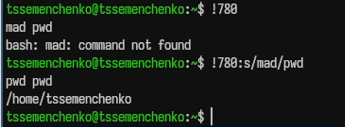 tssemenchenko@tssemenchenko:~$ !780
mad pwd
bash: mad: command not found
tssemenchenko@tssemenchenko:~$ !780:s/mad/pwd
pwd pwd
/home/tssemenchenko
tssemenchenko@tssemenchenko:~$